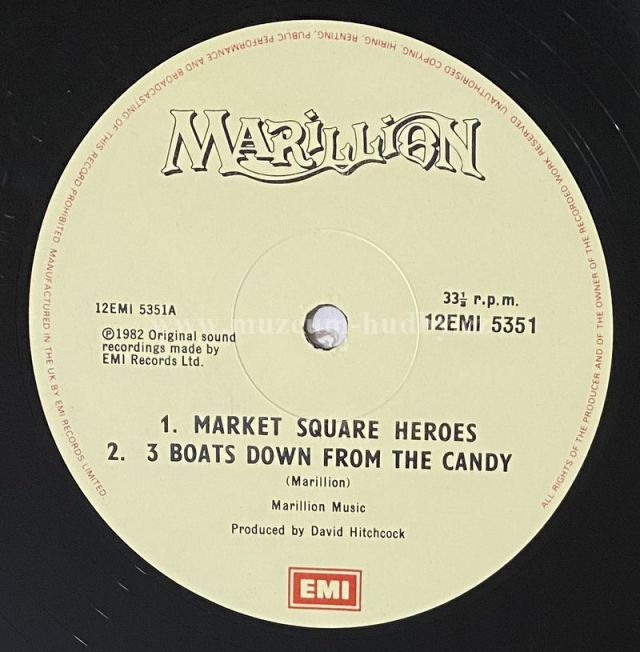 UNAUTHORISED COPYING, HIRING, RENTING, PUBLIC PERFORMANCE AND BROADCASTING OF THIS RECORD PROHIBITED. MANUFACTURED IN THE UK BY EMI RECORDS LIMITED.
ALL RIGHTS OF THE PRODUCER AND OF THE OWNER OF THE RECORDED WORK RESERVED
MARILLION
12EMI 5351A
33⅓ r.p.m.
12EMI 5351
℗1982 Original sound
recordings made by
EMI Records Ltd.
1. MARKET SQUARE HEROES
2. 3 BOATS DOWN FROM THE CANDY
(Marillion)
Marillion Music
Produced by David Hitchcock
EMI